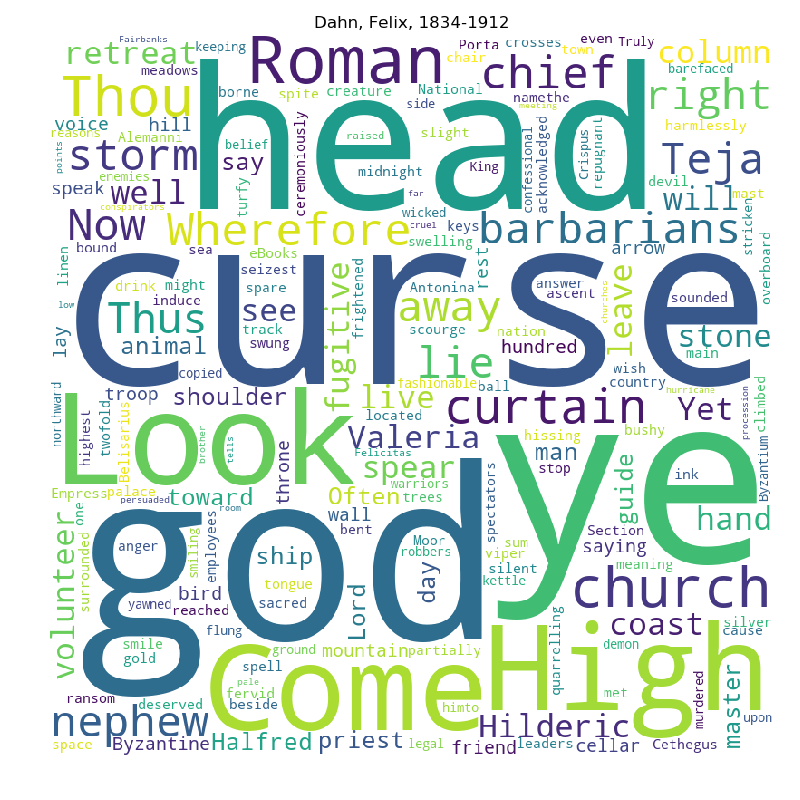 Dahn, Felix, 1834-1912
Fairbanks
keeping
Porta
crosses
even
Truly
retreat
Roman
chair
town
column
meadows
borne
spite
creature
National
chief
barefaced
Thou
head
side
namethe
right
voice
hill
reasons
Alemanni
raised
slight
acknowledged
confessional
Crispus
repugnant
harmlessly
storm
say
belief
ceremoniously
meeting
points
enemies
turfy
midnight
far
King
Teja
devil
speak
well
wicked
keys
will
mast
conspirators
cruel
stricken
Now
Wherefore
swelling
barbarians
bound
sea
eBooks
rest
arrow
overboard
linen
drink
might
seizest
frightened
Antonina
answer
ascent
churches
sounded
low
induce
spare
curse
see
away
leave
Thus
track
fugitive
scourge
nation
stone
lay
animal
swung
lie
hundred
main
copied
fashionable
ball
wish
country
troop
shoulder
live
hurricane
northward
highest
twofold
Belisarius
Look
brother
tells
located
curtain
Yet
climbed
procession
Valeria
hissing
man
bushy
Felicitas
stop
Byzantium
throne
spear
ye
guide
ink
Empress
palace
toward
warriors
trees
spectators
Section
one
persuaded
room
Often
wall
hand
volunteer
surrounded
anger
smiling
employees
god
bent
Moor
sum
saying
meaning
robbers
viper
ship
day
silent
bird
tongue
kettle
church
yawned
reached
sacred
Lord
flung
coast
silver
smile
ground
mountain
partially
quarrelling
demon
cause
gold
pale
spell
Come
High
met
ransom
fervid
himto
murdered
master
deserved
beside
upon
nephew
Hilderic
space
Byzantine
Halfred
priest
legal
friend
leaders
cellar
Cethegus